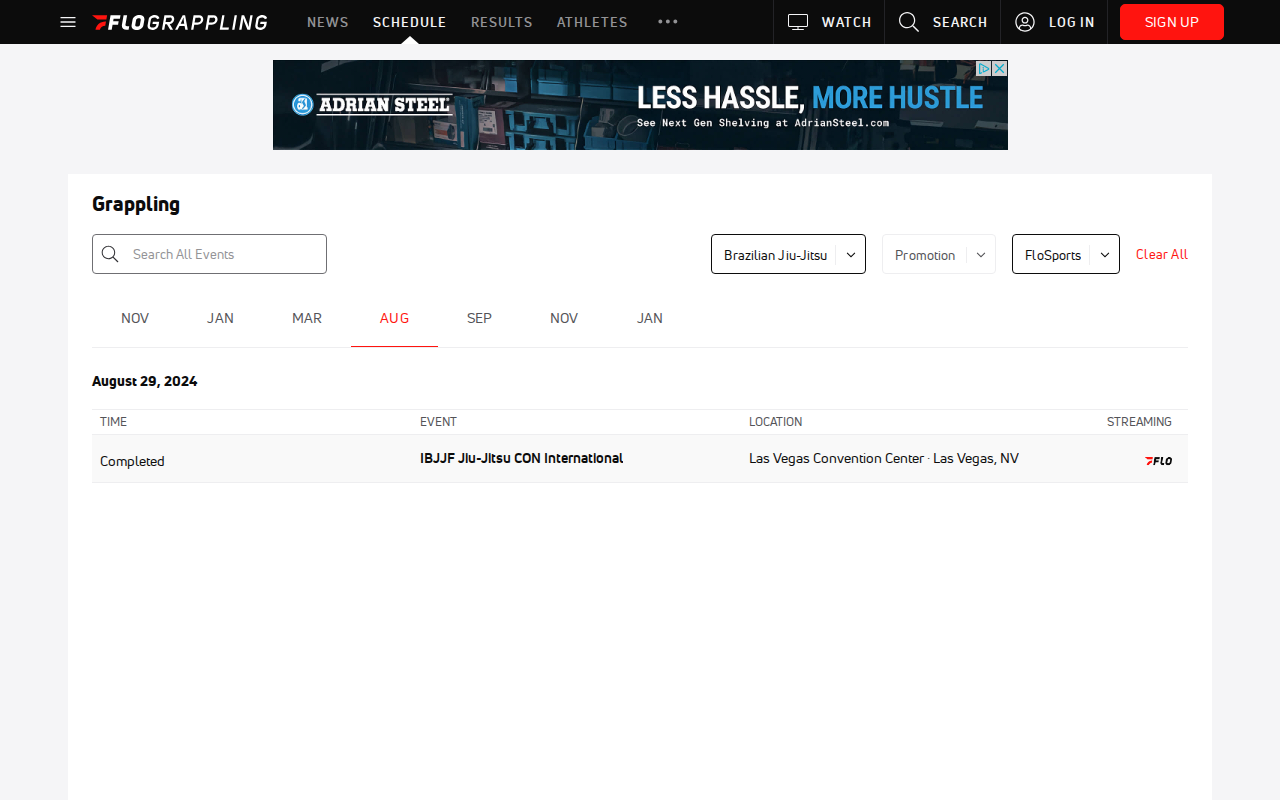 FLOGRAPPLING NEWS SCHEDULE RESULTS ATHLETES WATCH SEARCH LOG IN SIGN UP
ADRIAN STEEL LESS HASSLE, MORE HUSTLE
See Next Gen Shelving at AdrianSteel.com
Grappling
Search All Events Brazilian Jiu-Jitsu Promotion FloSports Clear All
NOV JAN MAR AUG SEP NOV JAN
August 29, 2024
TIME EVENT LOCATION STREAMING
Completed IBJJF Jiu-Jitsu CON International Las Vegas Convention Center · Las Vegas, NV FLO